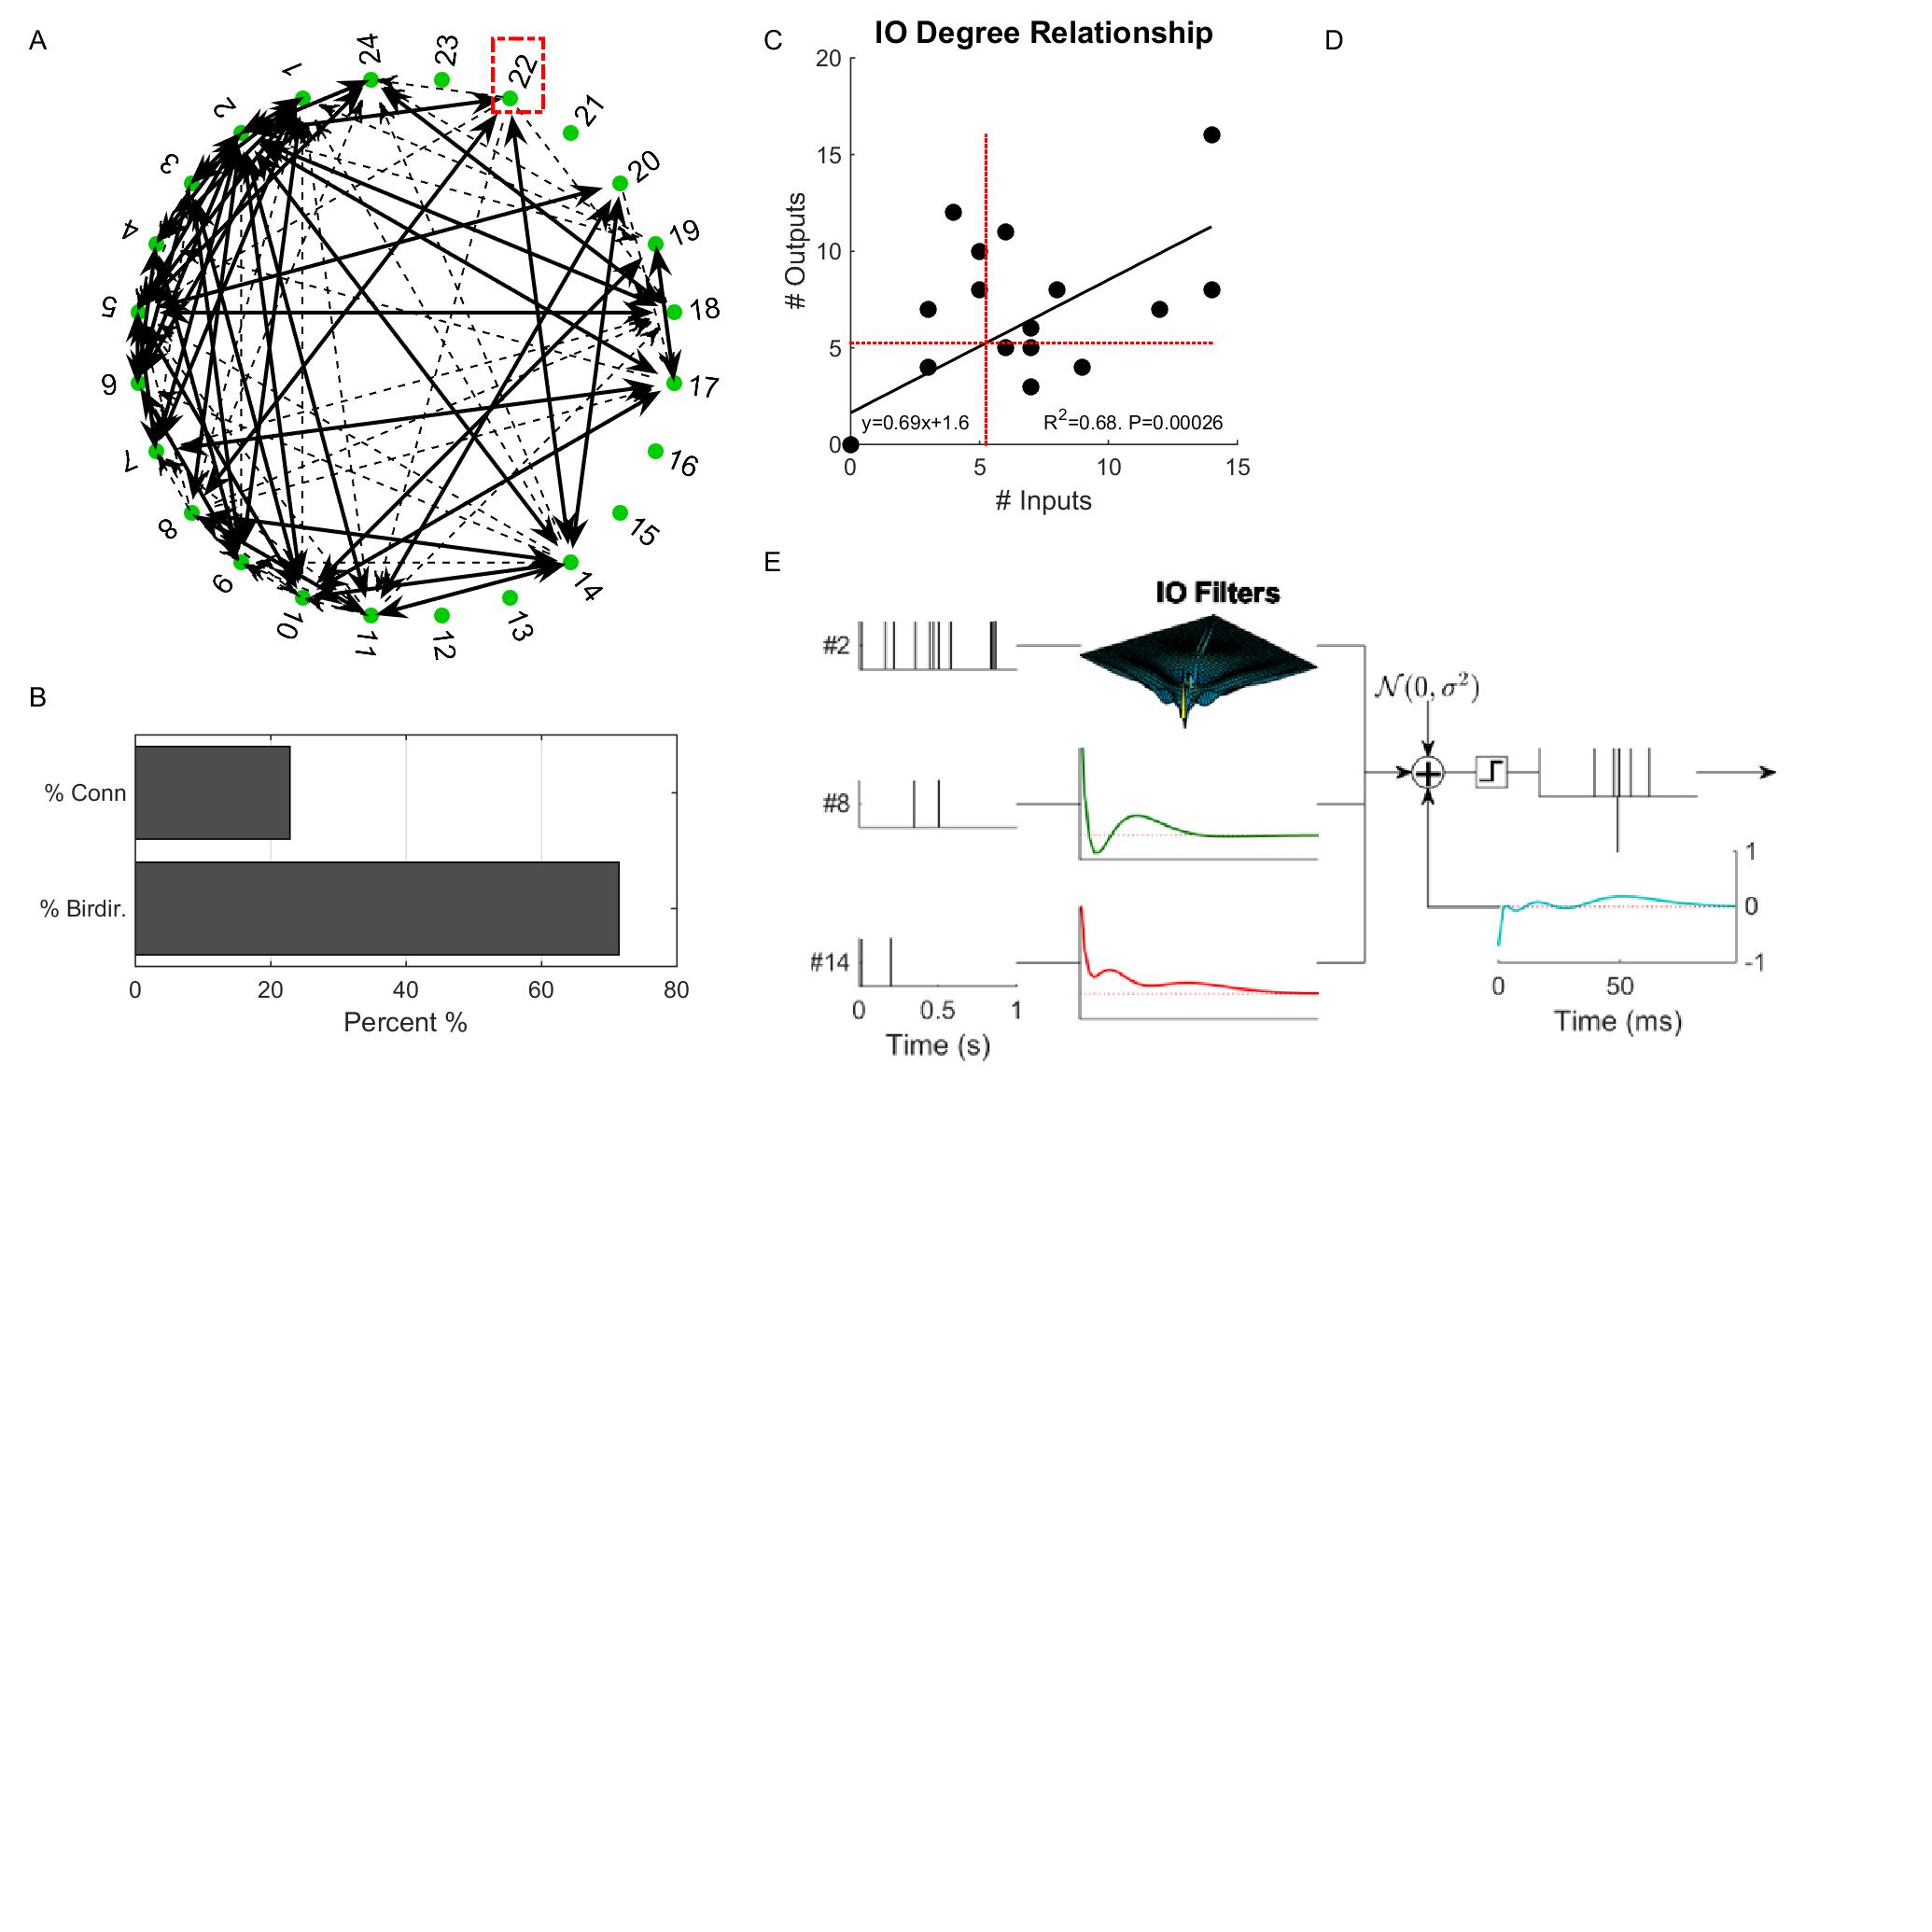 A
24
23
22
21
20
19
18
17
16
15
14
13
12
11
10
9
8
7
6
5
4
3
2
1
B
% Conn
% Birdir.
0 20 40 60 80
Percent %
C
IO Degree Relationship
20
15
10
5
0
# Outputs
y=0.69x+1.6
R²=0.68. P=0.00026
0 5 10 15
# Inputs
D
E
IO Filters
#2
#8
#14
0 0.5 1
Time (s)
𝒩(0, σ²)
1
0
-1
0 50
Time (ms)